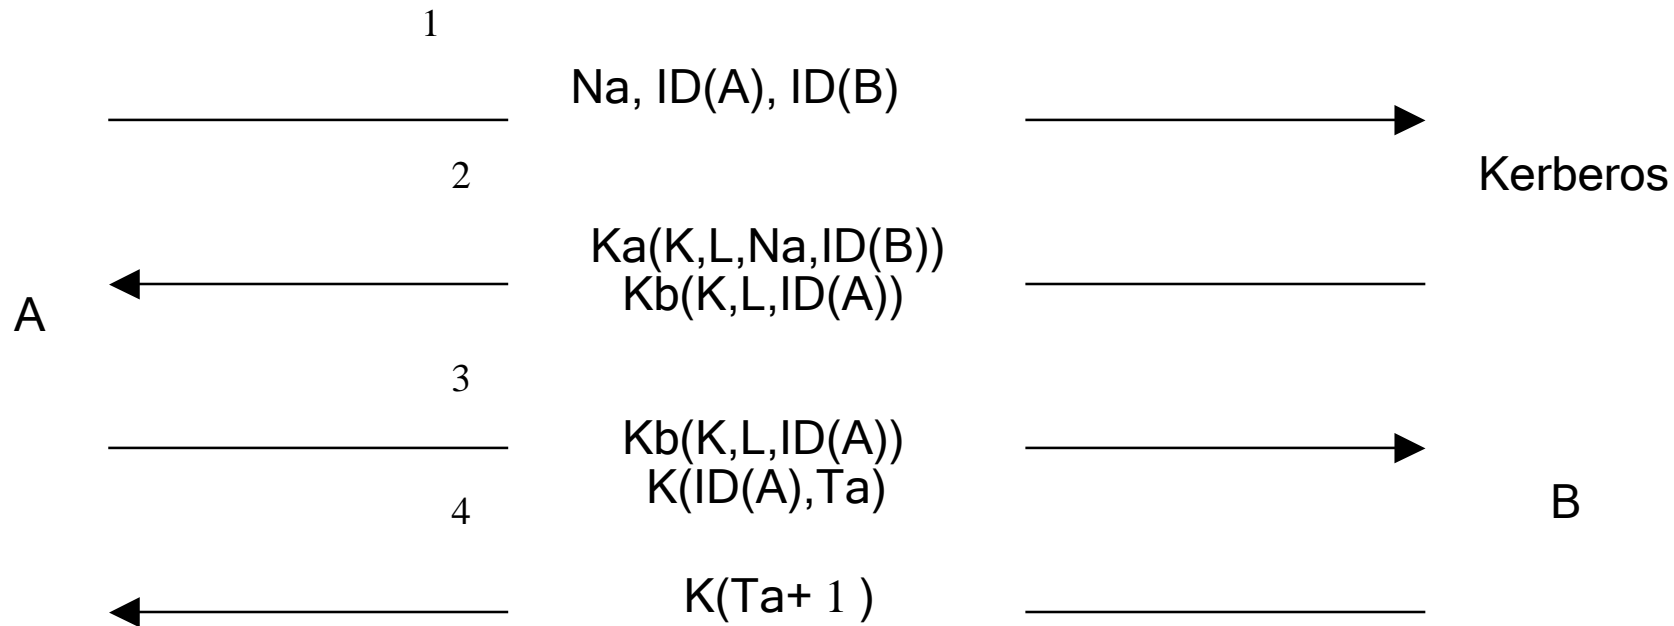 1
Na, ID(A), ID(B)
2
Kerberos
Ka(K,L,Na,ID(B))
Kb(K,L,ID(A))
A
3
Kb(K,L,ID(A))
K(ID(A),Ta)
4
B
K(Ta+ 1 )